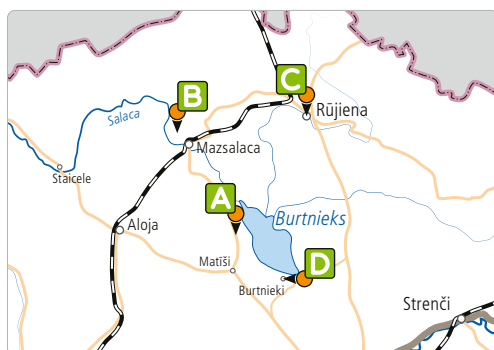 C
B
Rūjiena
Salaca
Mazsalaca
Staicele
A
Burtnieks
Aloja
Matīši
D
Burtnieki
Strenči